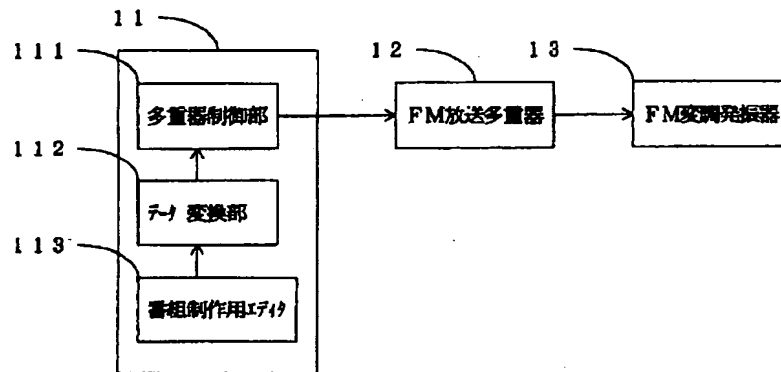 11
111
12
13
多重器制御部
FM放送多重器
FM変調発振器
112
データ変換部
113
番組制作用エディタ